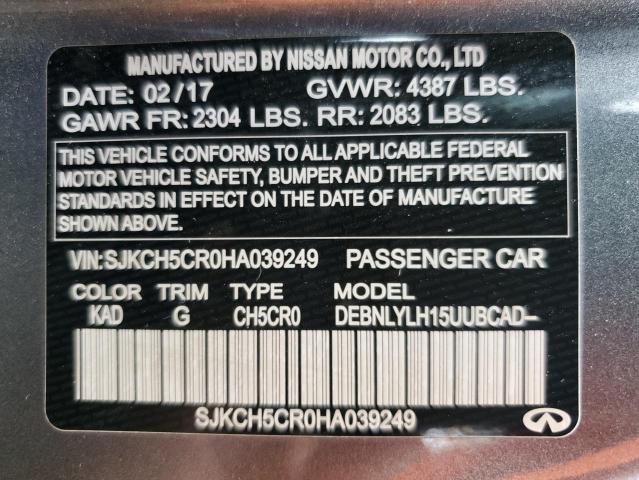 MANUFACTURED BY NISSAN MOTOR CO., LTD
DATE: 02/17 GVWR: 4387 LBS.
GAWR FR: 2304 LBS. RR: 2083 LBS.
THIS VEHICLE CONFORMS TO ALL APPLICABLE FEDERAL
MOTOR VEHICLE SAFETY, BUMPER AND THEFT PREVENTION
STANDARDS IN EFFECT ON THE DATE OF MANUFACTURE
SHOWN ABOVE.
VIN:SJKCH5CR0HA039249 PASSENGER CAR
COLOR TRIM TYPE MODEL
KAD G CH5CR0 DEBNLYLH15UUBCAD-
SJKCH5CR0HA039249